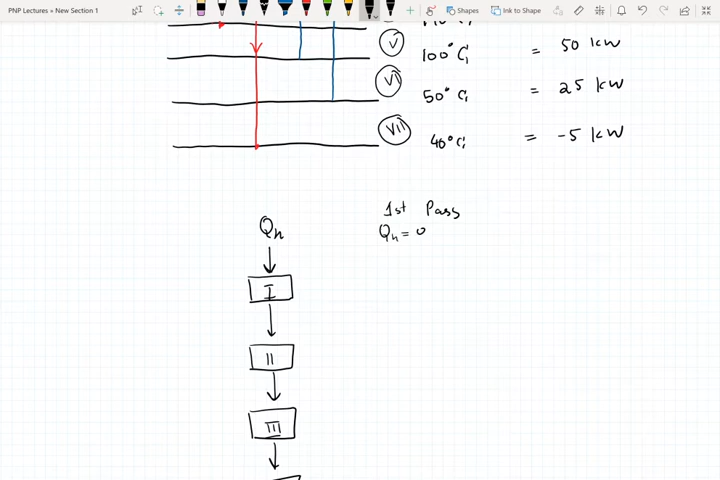 PNP Lectures » New Section 1
Shapes
Ink to Shape
V
100°C = 50 kW
VI
50°C = 25 kW
VII
40°C = -5 kW
1st Pass
Qh
Qh = 0
I
II
III